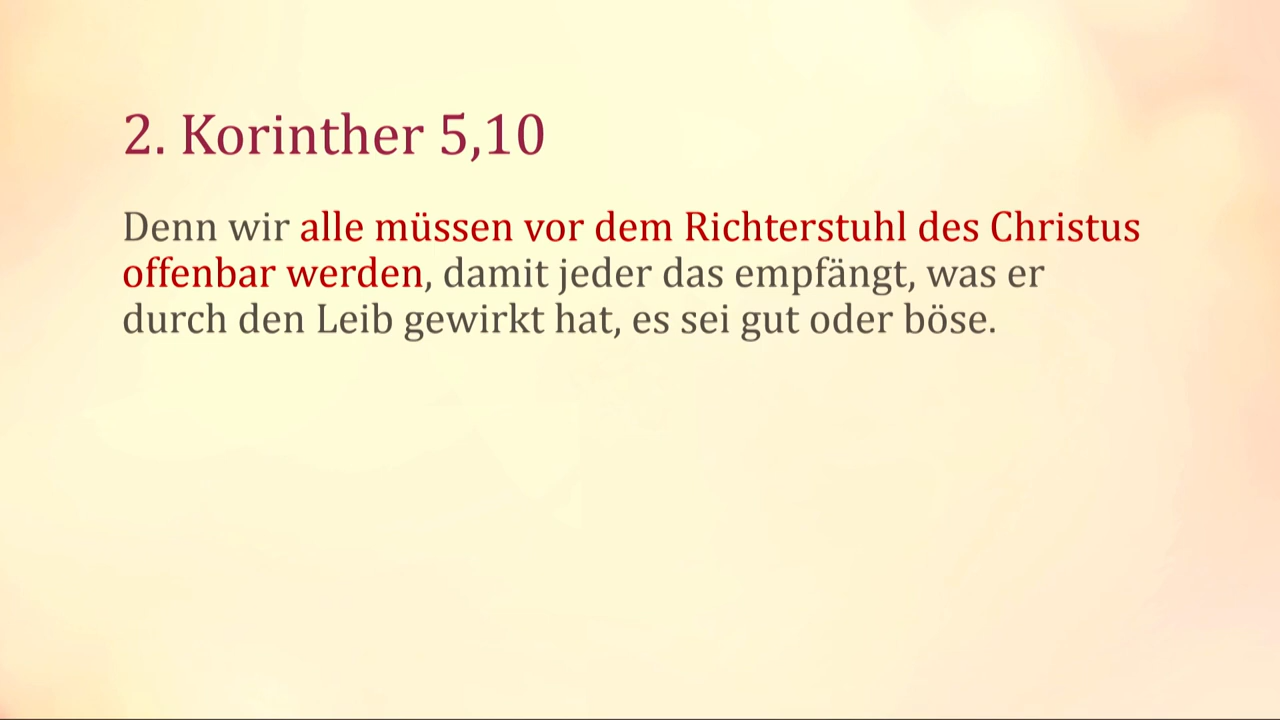 2. Korinther 5,10
Denn wir alle müssen vor dem Richterstuhl des Christus
offenbar werden, damit jeder das empfängt, was er
durch den Leib gewirkt hat, es sei gut oder böse.